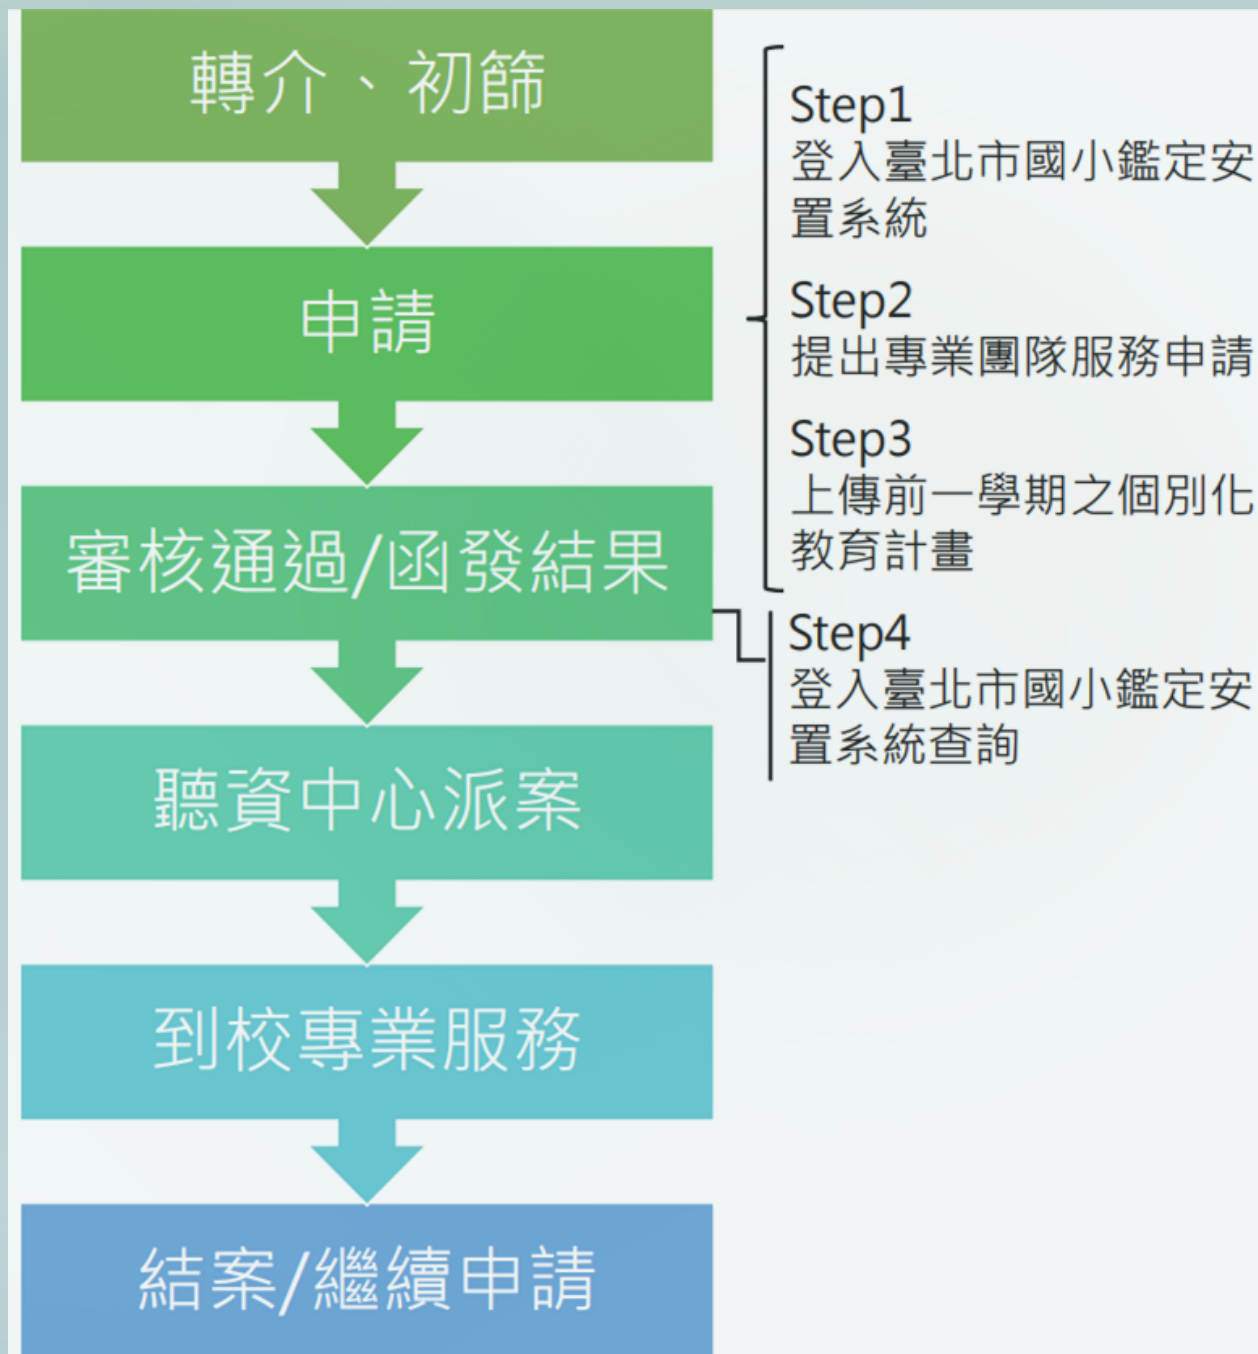 轉介、初篩
申請
審核通過/函發結果
聽資中心派案
到校專業服務
結案/繼續申請
Step1
登入臺北市國小鑑定安
置系統
Step2
提出專業團隊服務申請
Step3
上傳前一學期之個別化
教育計畫
Step4
登入臺北市國小鑑定安
置系統查詢